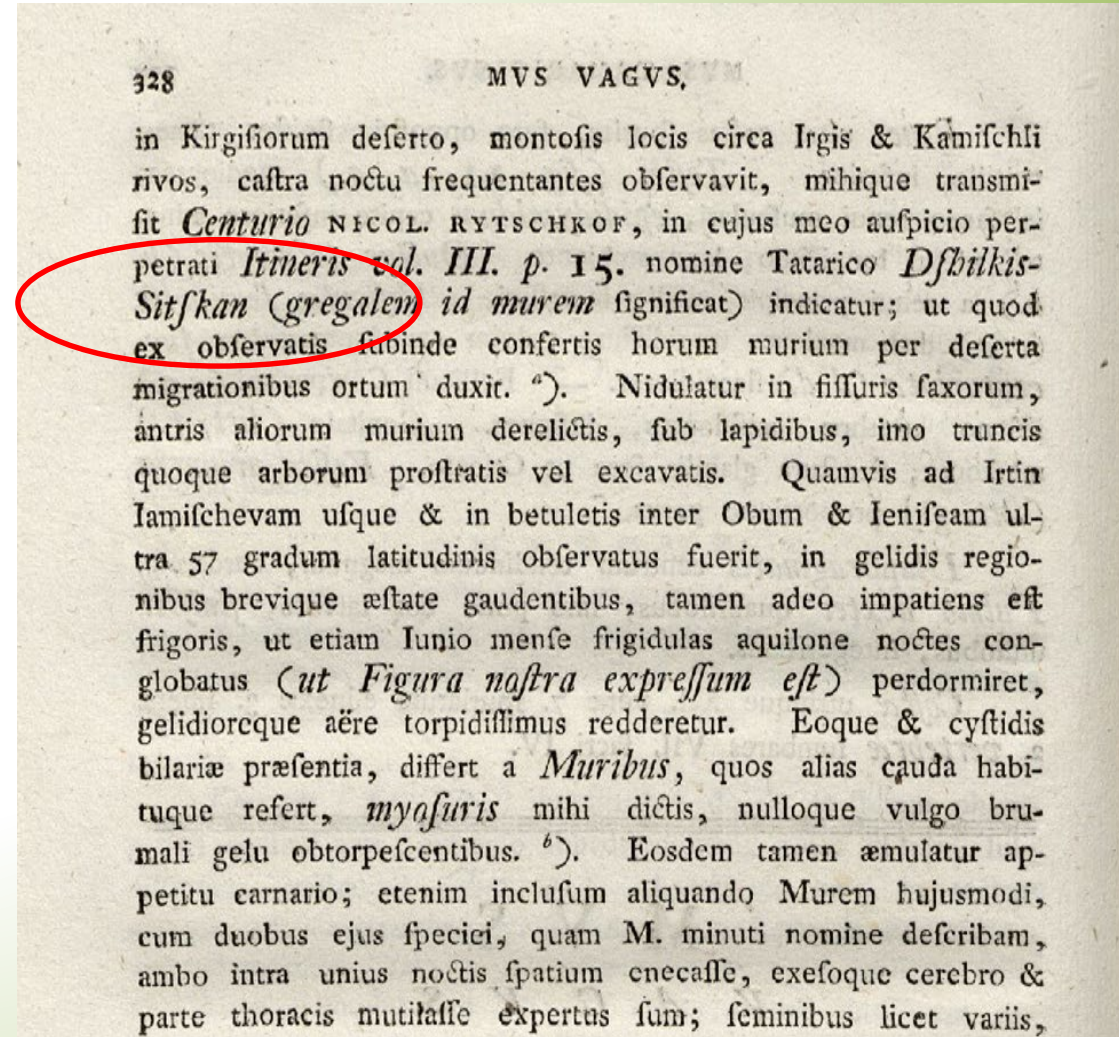 328 MVS VAGVS.
in Kirgiſiorum deſerto, montoſis locis circa Irgis & Kamiſchli
rivos, caſtra noctu frequentantes obſervavit, mihique transmi-
ſit Centurio NICOL. RYTSCHKOF, in cujus meo auſpicio per-
petrati Itineris vol. III. p. 15. nomine Tatarico Dſhilkis-
Sitſkan (gregalem id murem ſignificat) indicatur; ut quod
ex obſervatis ſubinde confertis horum murium per deſerta
migrationibus ortum duxit. a). Nidulatur in fiſſuris ſaxorum,
antris aliorum murium derelictis, ſub lapidibus, imo truncis
quoque arborum proſtratis vel excavatis. Quamvis ad Irtin
Iamiſchevam uſque & in betuletis inter Obum & Ieniſeam ul-
tra 57 gradum latitudinis obſervatus fuerit, in gelidis regio-
nibus brevique æſtate gaudentibus, tamen adeo impatiens eſt
frigoris, ut etiam Iunio menſe frigidulas aquilone noctes con-
globatus (ut Figura noſtra expreſſum eſt) perdormiret,
gelidioreque aëre torpidiſſimus redderetur. Eoque & cyſtidis
bilariæ præſentia, differt a Muribus, quos alias cauda habi-
tuque refert, myoſuris mihi dictis, nulloque vulgo bru-
mali gelu obtorpeſcentibus. b). Eosdem tamen æmulatur ap-
petitu carnario; etenim incluſum aliquando Murem hujusmodi,
cum duobus ejus ſpeciei, quam M. minuti nomine deſcribam,
ambo intra unius noctis ſpatium enecaſſe, exeſoque cerebro &
parte thoracis mutilaſſe expertus ſum; ſeminibus licet variis,